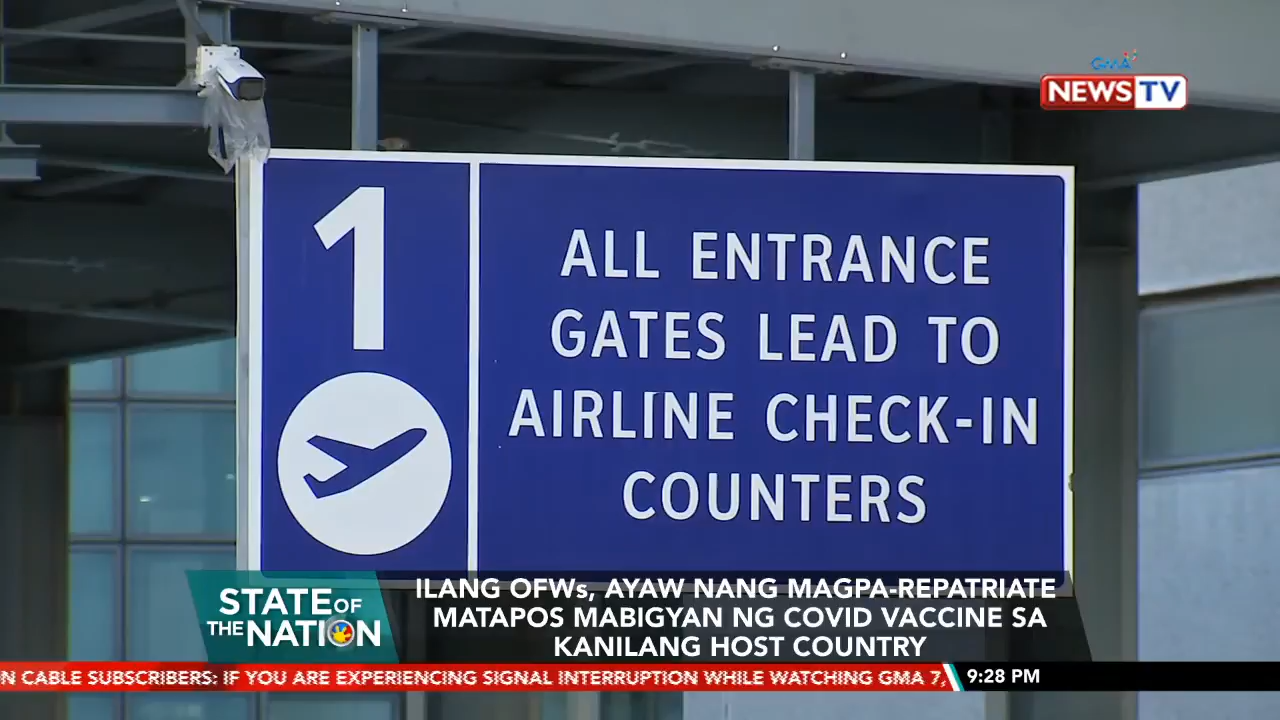 GMA
NEWS TV
1
ALL ENTRANCE
GATES LEAD TO
AIRLINE CHECK-IN
COUNTERS
STATE OF
THE NATION
ILANG OFWs, AYAW NANG MAGPA-REPATRIATE
MATAPOS MABIGYAN NG COVID VACCINE SA
KANILANG HOST COUNTRY
N CABLE SUBSCRIBERS: IF YOU ARE EXPERIENCING SIGNAL INTERRUPTION WHILE WATCHING GMA 7,
9:28 PM